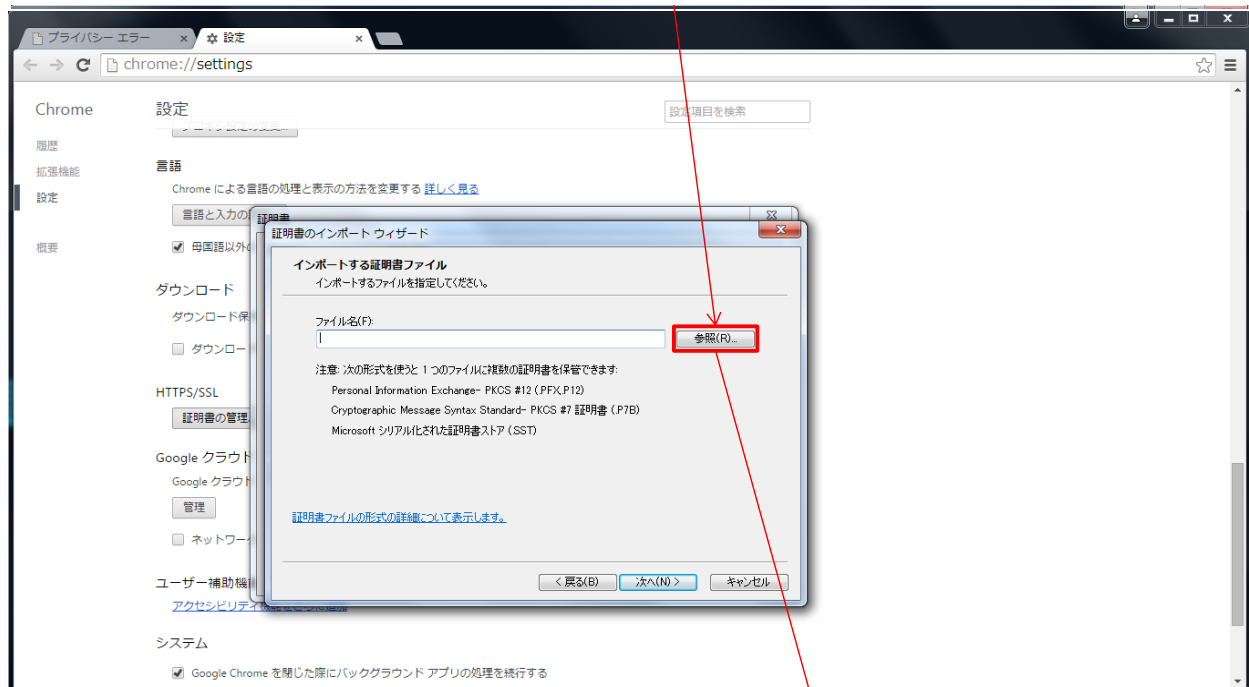 プライバシー エラー
設定
chrome://settings
Chrome
設定
設定項目を検索
履歴
拡張機能
設定
概要
言語
Chrome による言語の処理と表示の方法を変更する 詳しく見る
言語と入力の
母国語以外の
ダウンロード
ダウンロード保
ダウンロー
HTTPS/SSL
証明書の管理
Google クラウド
Google クラウド
管理
ネットワー
ユーザー補助機
アクセシビリティ
システム
Google Chrome を閉じた際にバックグラウンド アプリの処理を続行する
証明書
証明書のインポート ウィザード
インポートする証明書ファイル
インポートするファイルを指定してください。
ファイル名(F):
参照(R)...
注意: 次の形式を使うと 1 つのファイルに複数の証明書を保管できます:
Personal Information Exchange- PKCS #12 (.PFX,.P12)
Cryptographic Message Syntax Standard- PKCS #7 証明書 (.P7B)
Microsoft シリアル化された証明書ストア (.SST)
証明書ファイルの形式の詳細について表示します。
< 戻る(B)
次へ(N) >
キャンセル